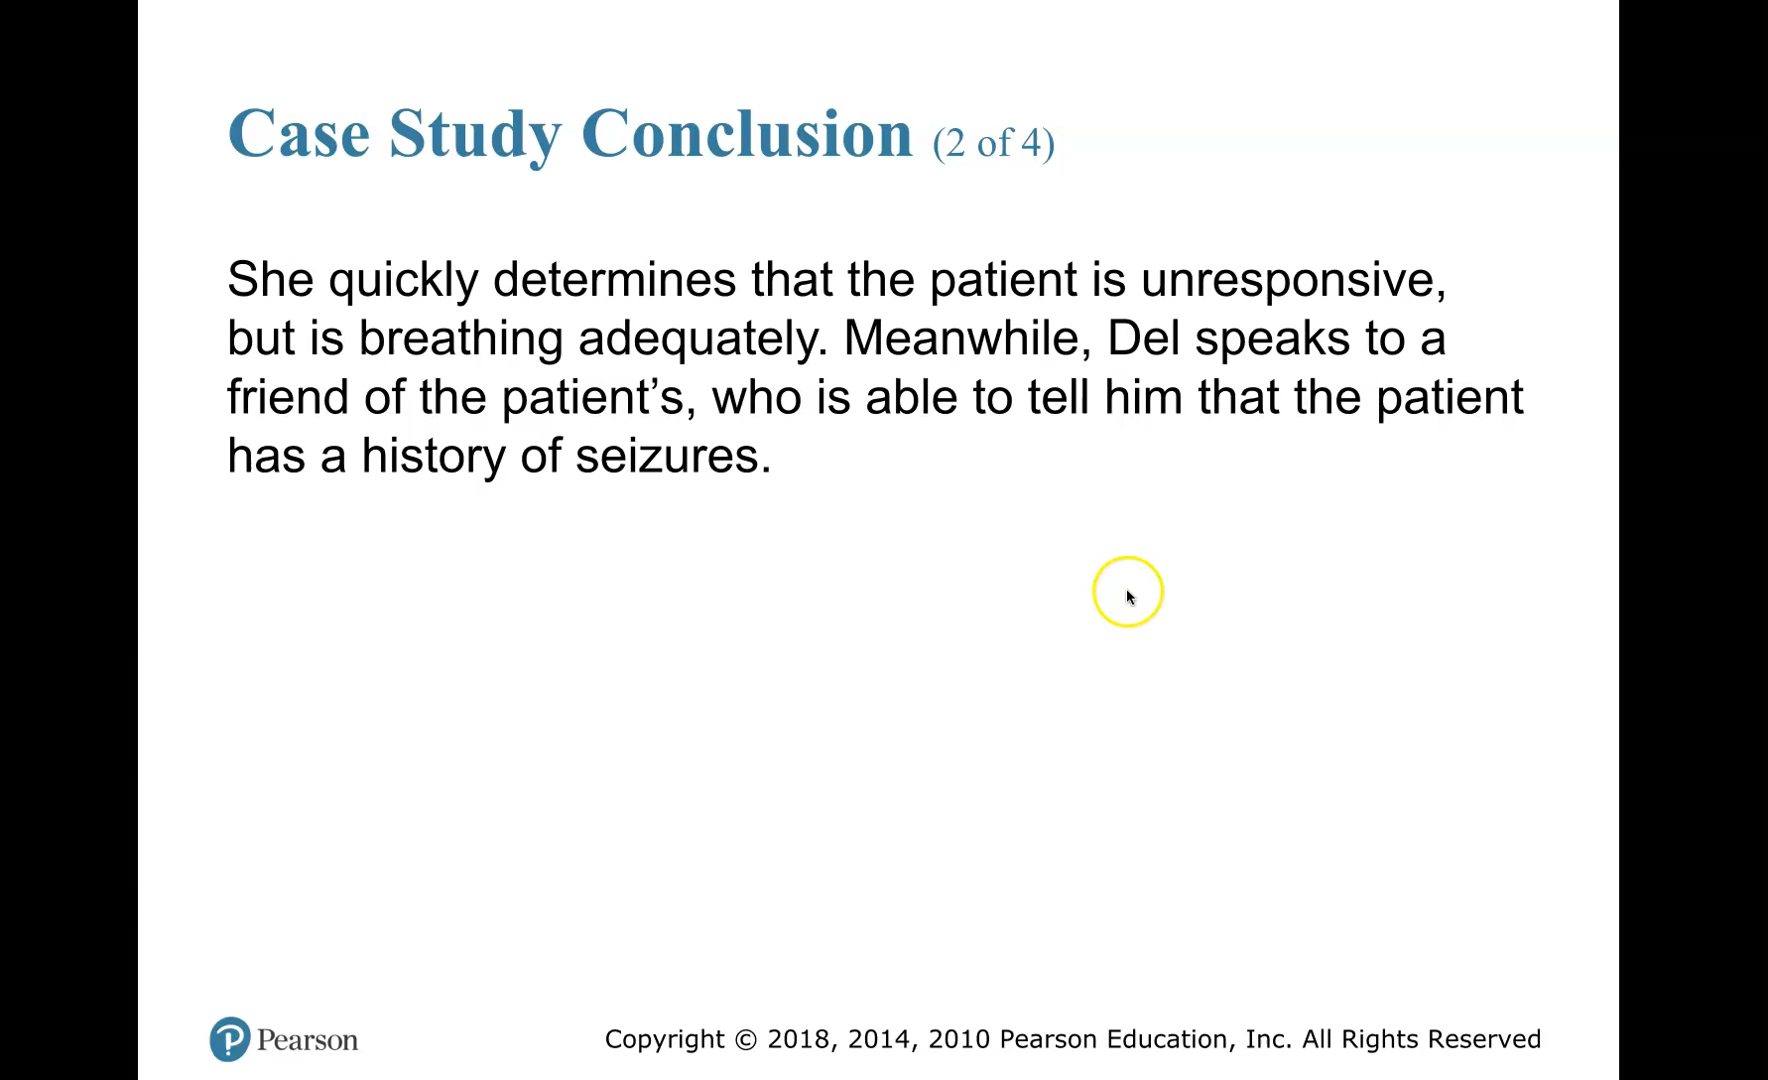 Case Study Conclusion (2 of 4)
She quickly determines that the patient is unresponsive,
but is breathing adequately. Meanwhile, Del speaks to a
friend of the patient’s, who is able to tell him that the patient
has a history of seizures.
Pearson
Copyright © 2018, 2014, 2010 Pearson Education, Inc. All Rights Reserved